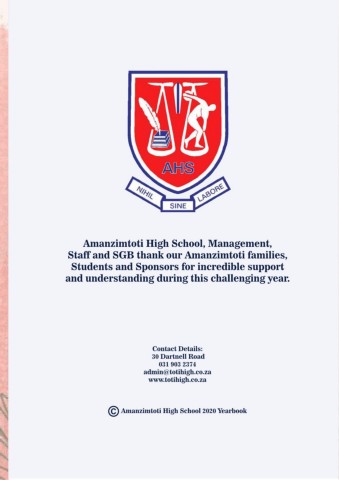 AHS
NIHIL
SINE
LABORE
Amanzimtoti High School, Management,
Staff and SGB thank our Amanzimtoti families,
Students and Sponsors for incredible support
and understanding during this challenging year.
Contact Details:
30 Dartnell Road
031 903 2374
admin@totihigh.co.za
www.totihigh.co.za
© Amanzimtoti High School 2020 Yearbook